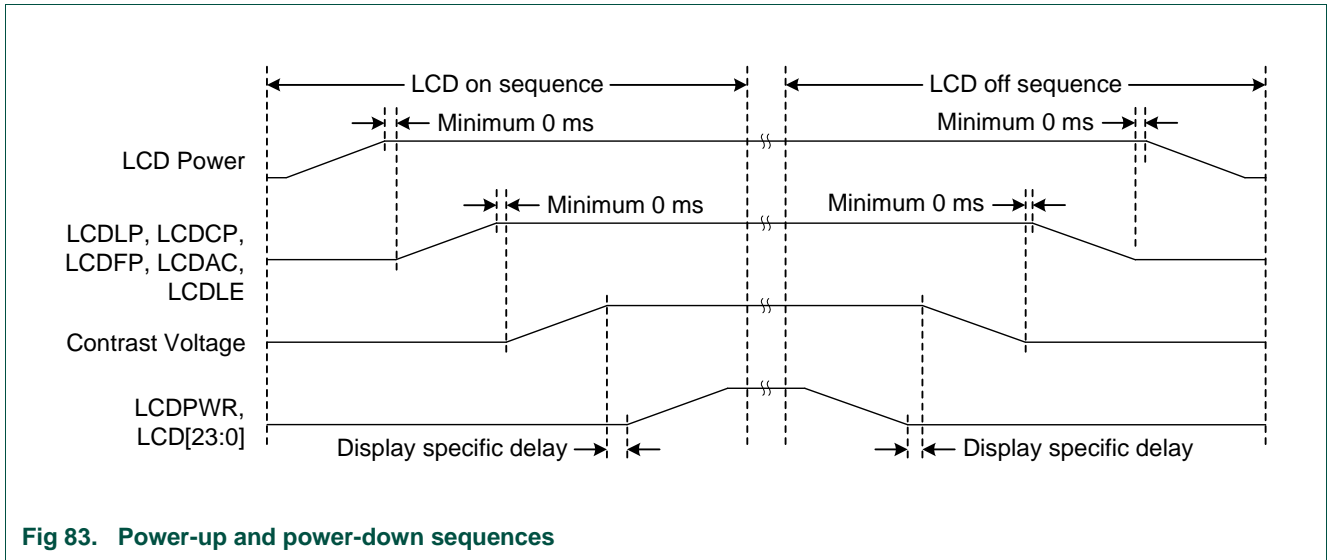 LCD on sequence
LCD off sequence
Minimum 0 ms
Minimum 0 ms
LCD Power
Minimum 0 ms
Minimum 0 ms
LCDLP, LCDCP,
LCDFP, LCDAC,
LCDLE
Contrast Voltage
LCDPWR,
LCD[23:0]
Display specific delay
Display specific delay
Fig 83. Power-up and power-down sequences